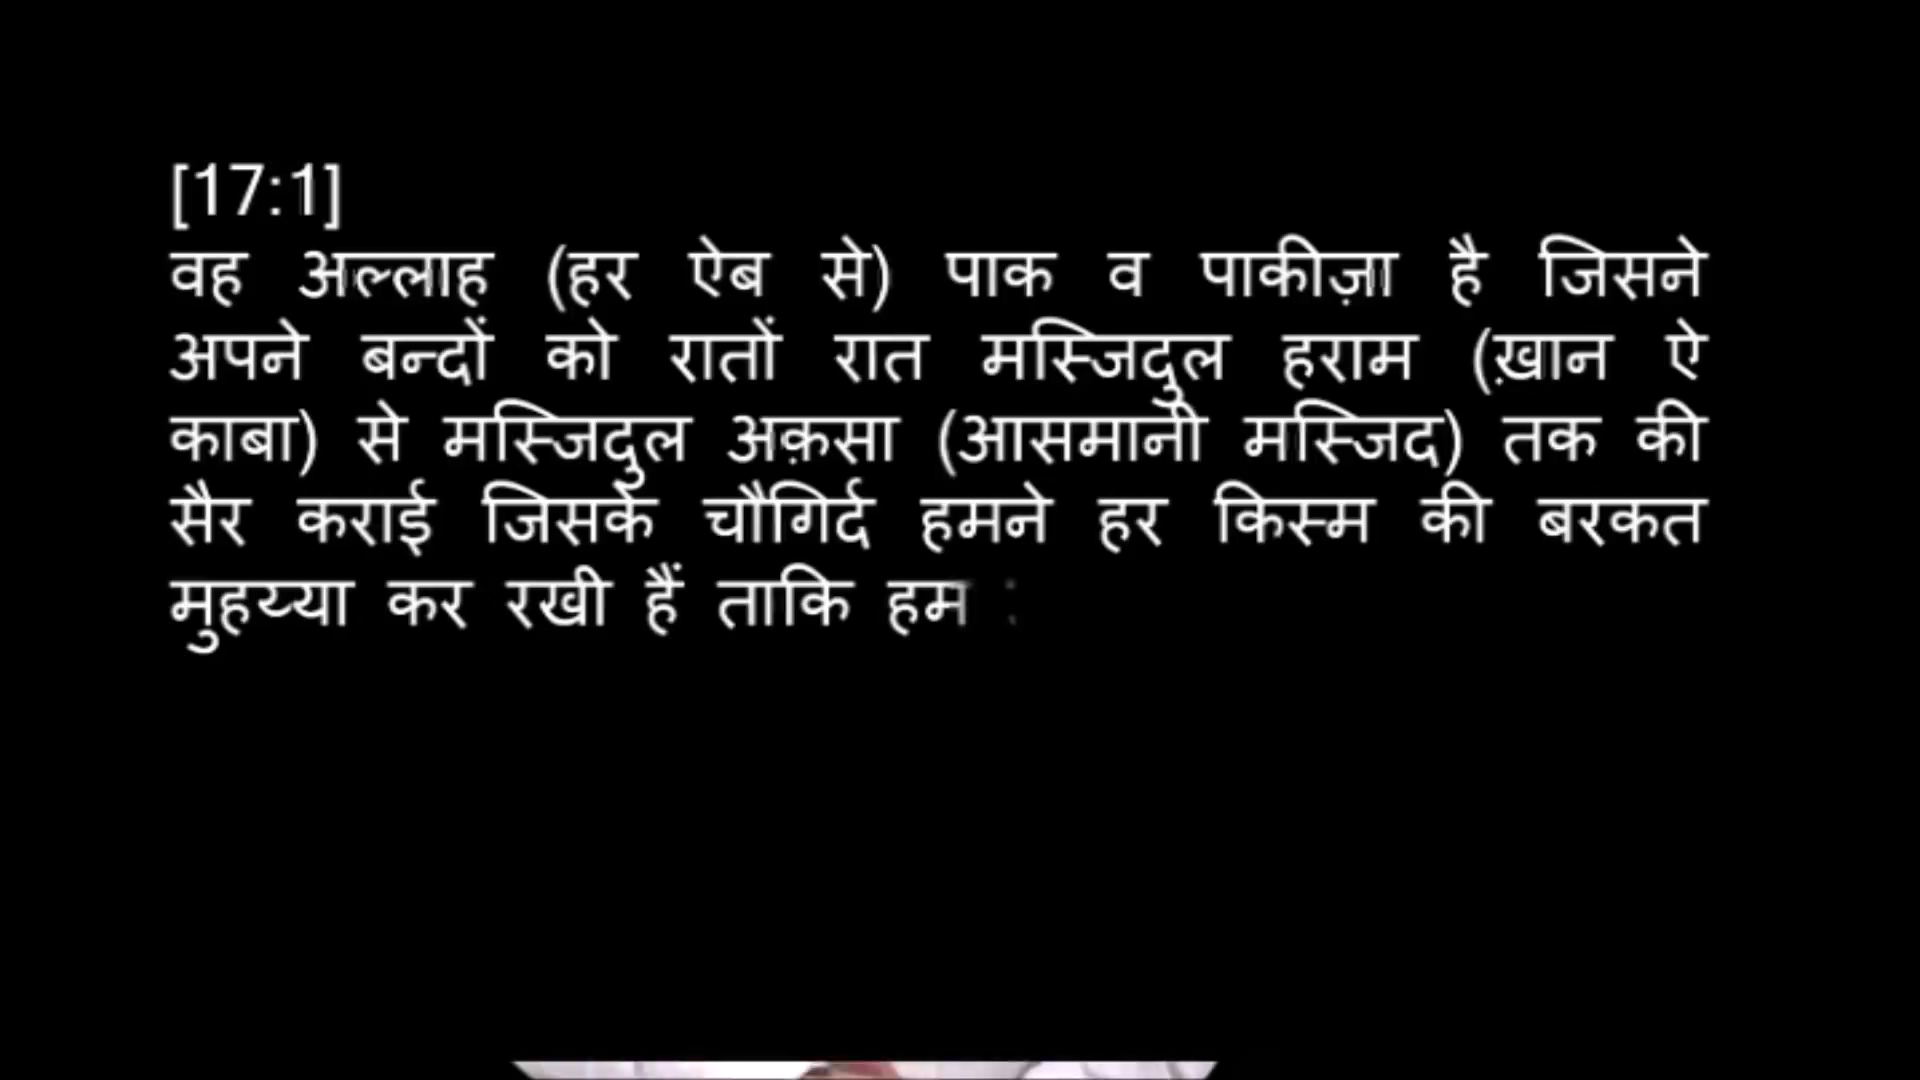 [17:1]
वह अल्लाह (हर ऐब से) पाक व पाकीज़ा है जिसने
अपने बन्दों को रातों रात मस्जिदुल हराम (ख़ान ऐ
काबा) से मस्जिदुल अक़सा (आसमानी मस्जिद) तक की
सैर कराई जिसके चौगिर्द हमने हर किस्म की बरकत
मुहय्या कर रखी हैं ताकि हम